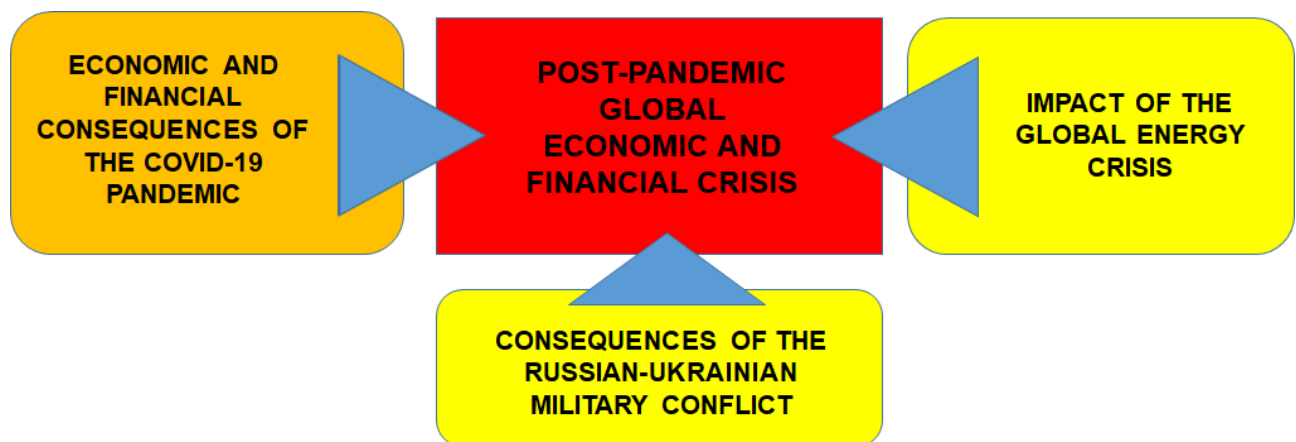 ECONOMIC AND
FINANCIAL
CONSEQUENCES OF
THE COVID-19
PANDEMIC
POST-PANDEMIC
GLOBAL
ECONOMIC AND
FINANCIAL CRISIS
IMPACT OF THE
GLOBAL ENERGY
CRISIS
CONSEQUENCES OF THE
RUSSIAN-UKRAINIAN
MILITARY CONFLICT